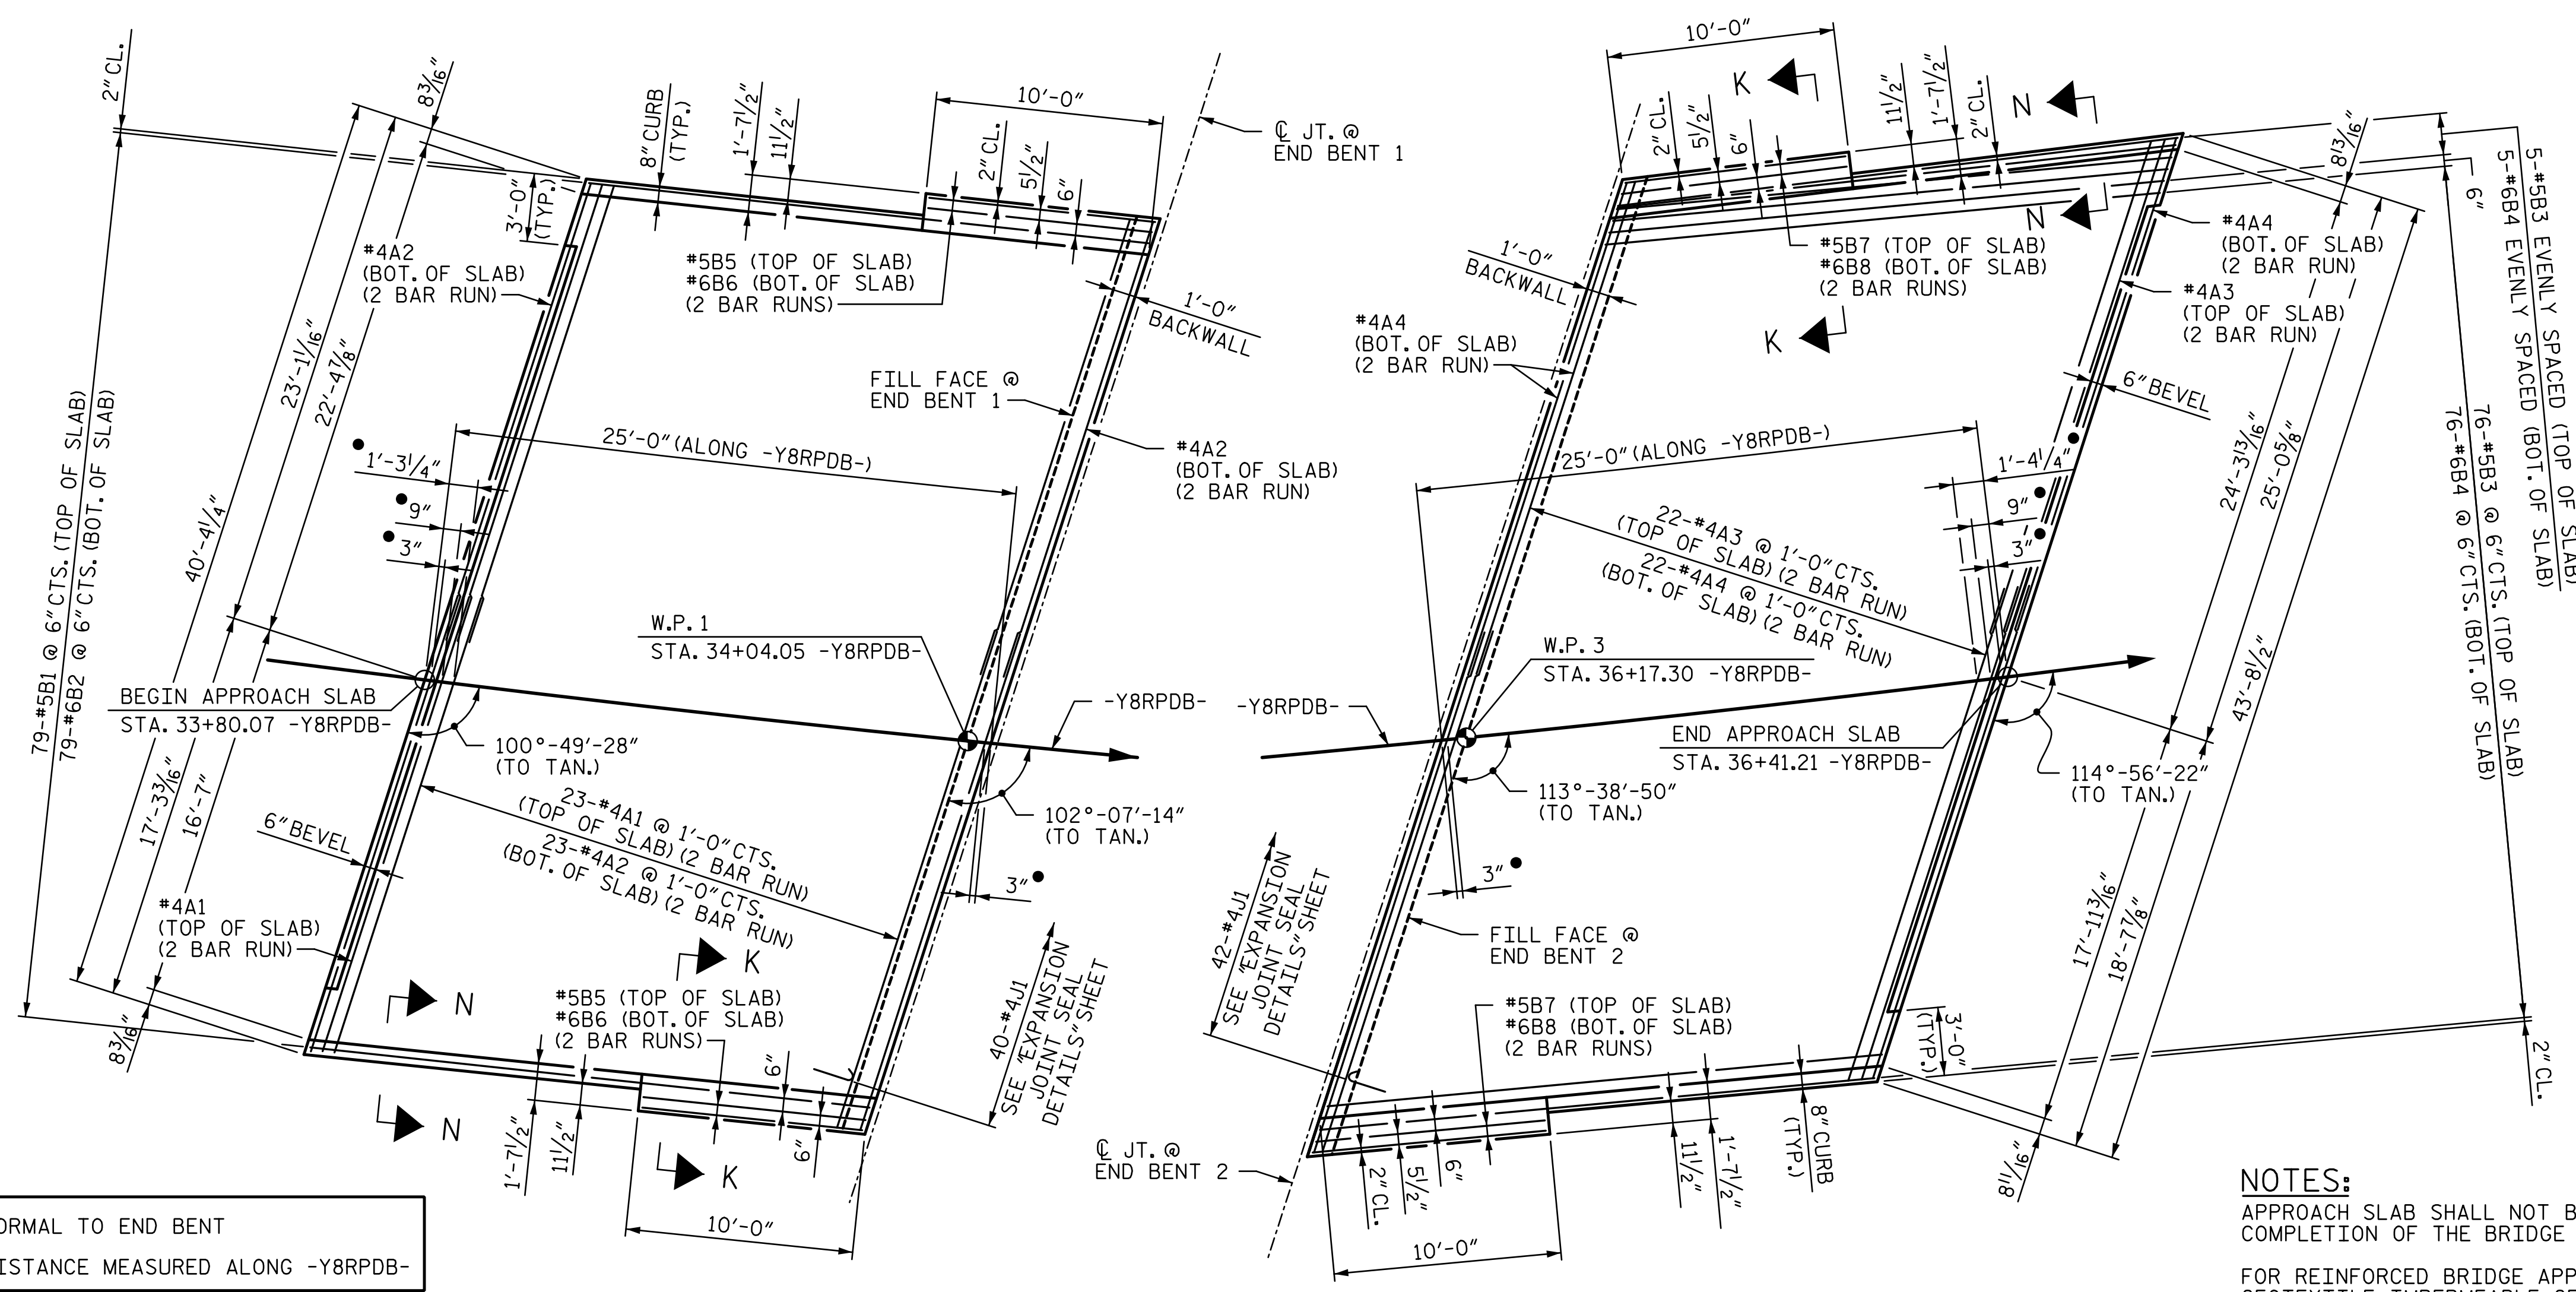 2" CL.
8 3/16"
40'-4 1/4"
23'-1 1/16"
22'-4 7/8"
17'-3 3/16"
16'-7"
8 3/16"
79-#5B1 @ 6" CTS. (TOP OF SLAB)
79-#6B2 @ 6" CTS. (BOT. OF SLAB)
3'-0"
(TYP.)
8" CURB
(TYP.)
1'-7 1/2"
11 1/2"
10'-0"
2" CL.
5 1/2"
6"
℄ JT. @
END BENT 1
#4A2
(BOT. OF SLAB)
(2 BAR RUN)
#5B5 (TOP OF SLAB)
#6B6 (BOT. OF SLAB)
(2 BAR RUNS)
1'-0"
BACKWALL
FILL FACE @
END BENT 1
#4A2
(BOT. OF SLAB)
(2 BAR RUN)
25'-0" (ALONG -Y8RPDB-)
1'-3 1/4"
9"
3"
W.P. 1
STA. 34+04.05 -Y8RPDB-
BEGIN APPROACH SLAB
STA. 33+80.07 -Y8RPDB-
-Y8RPDB-
100°-49'-28"
(TO TAN.)
102°-07'-14"
(TO TAN.)
6" BEVEL
23-#4A1 @ 1'-0" CTS.
(TOP OF SLAB) (2 BAR RUN)
23-#4A2 @ 1'-0" CTS.
(BOT. OF SLAB) (2 BAR RUN)
3"
#4A1
(TOP OF SLAB)
(2 BAR RUN)
K
N
#5B5 (TOP OF SLAB)
#6B6 (BOT. OF SLAB)
(2 BAR RUNS)
40-#4J1
SEE "EXPANSION
JOINT SEAL
DETAILS" SHEET
6"
6"
N
K
1'-7 1/2"
11 1/2"
10'-0"
ORMAL TO END BENT
ISTANCE MEASURED ALONG -Y8RPDB-
10'-0"
K
2" CL.
5 1/2"
6"
11 1/2"
1'-7 1/2"
2" CL.
N
N
K
8 13/16"
6"
5-#5B3 EVENLY SPACED (TOP OF SLAB)
5-#6B4 EVENLY SPACED (BOT. OF SLAB)
76-#5B3 @ 6" CTS. (TOP OF SLAB)
76-#6B4 @ 6" CTS. (BOT. OF SLAB)
1'-0"
BACKWALL
#5B7 (TOP OF SLAB)
#6B8 (BOT. OF SLAB)
(2 BAR RUNS)
#4A4
(BOT. OF SLAB)
(2 BAR RUN)
#4A3
(TOP OF SLAB)
(2 BAR RUN)
#4A4
(BOT. OF SLAB)
(2 BAR RUN)
6" BEVEL
25'-0" (ALONG -Y8RPDB-)
1'-4 1/4"
9"
3"
24'-3 13/16"
25'-0 5/8"
43'-8 1/2"
22-#4A3 @ 1'-0" CTS.
(TOP OF SLAB) (2 BAR RUN)
22-#4A4 @ 1'-0" CTS.
(BOT. OF SLAB) (2 BAR RUN)
W.P. 3
STA. 36+17.30 -Y8RPDB-
-Y8RPDB-
END APPROACH SLAB
STA. 36+41.21 -Y8RPDB-
113°-38'-50"
(TO TAN.)
114°-56'-22"
(TO TAN.)
3"
42-#4J1
SEE "EXPANSION
JOINT SEAL
DETAILS" SHEET
FILL FACE @
END BENT 2
#5B7 (TOP OF SLAB)
#6B8 (BOT. OF SLAB)
(2 BAR RUNS)
17'-11 3/16"
18'-7 7/8"
3'-0"
(TYP.)
2" CL.
℄ JT. @
END BENT 2
2" CL.
5 1/2"
6"
11 1/2"
1'-7 1/2"
8" CURB
(TYP.)
8 11/16"
10'-0"
NOTES:
APPROACH SLAB SHALL NOT B
COMPLETION OF THE BRIDGE
FOR REINFORCED BRIDGE APP